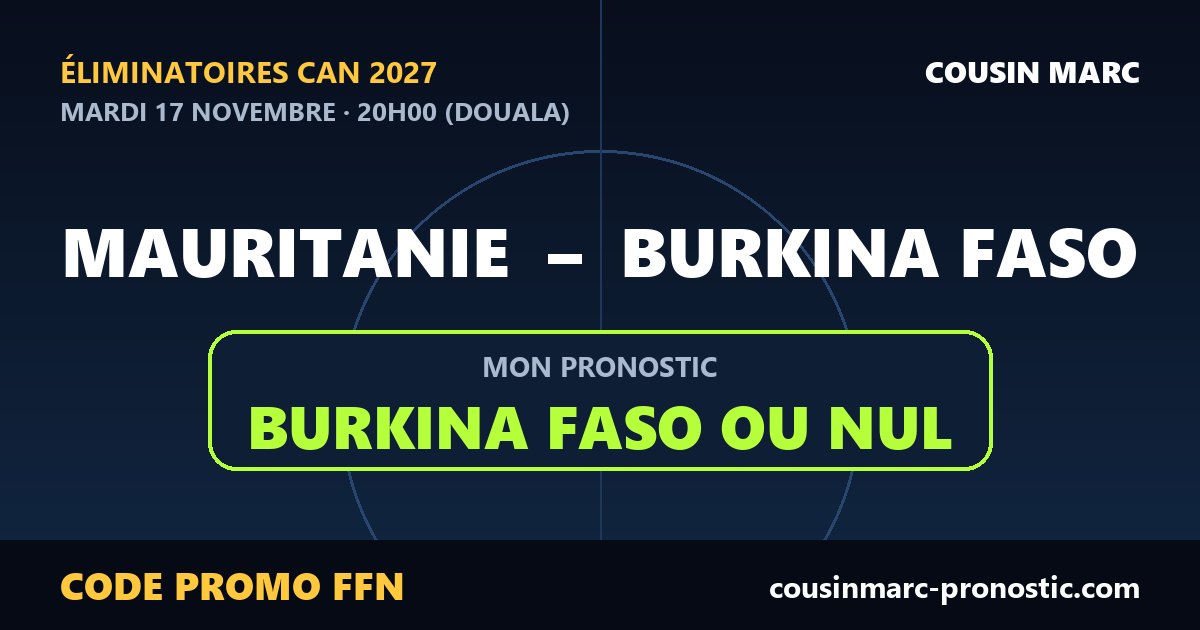 ÉLIMINATOIRES CAN 2027
COUSIN MARC
MARDI 17 NOVEMBRE · 20H00 (DOUALA)
MAURITANIE – BURKINA FASO
MON PRONOSTIC
BURKINA FASO OU NUL
CODE PROMO FFN
cousinmarc-pronostic.com